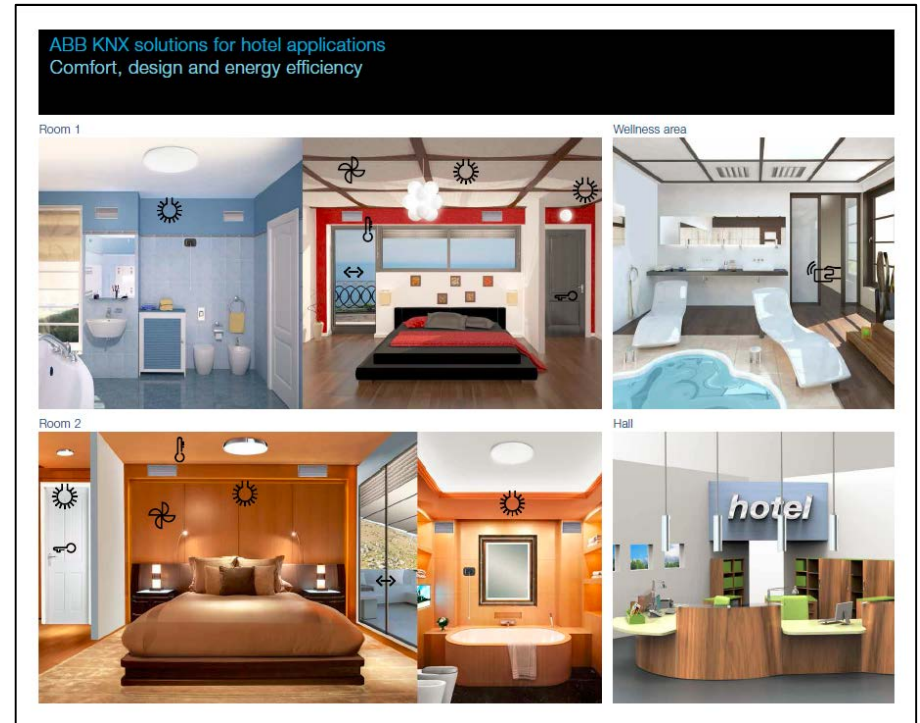 ABB KNX solutions for hotel applications
Comfort, design and energy efficiency
Room 1
Wellness area
Room 2
Hall
hotel